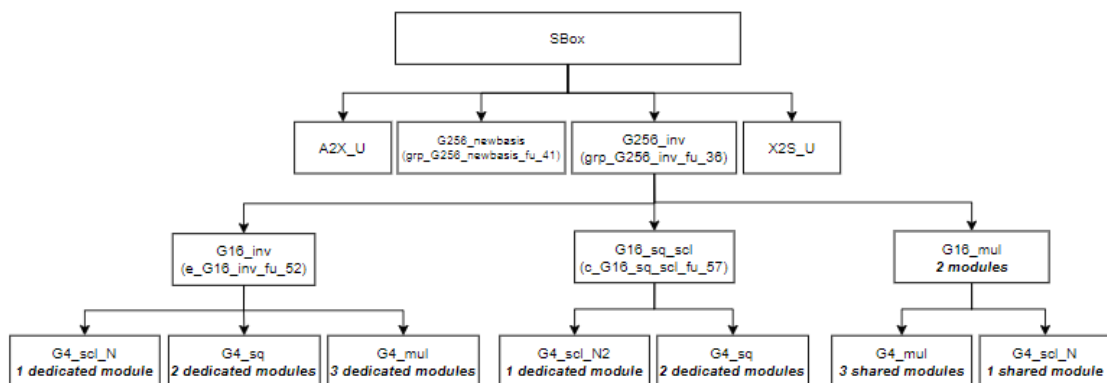 SBox
A2X_U
G256_newbasis
(grp_G256_newbasis_fu_41)
G256_inv
(grp_G256_inv_fu_36)
X2S_U
G16_inv
(e_G16_inv_fu_52)
G16_sq_scl
(c_G16_sq_scl_fu_57)
G16_mul
2 modules
G4_scl_N
1 dedicated module
G4_sq
2 dedicated modules
G4_mul
3 dedicated modules
G4_scl_N2
1 dedicated module
G4_sq
2 dedicated modules
G4_mul
3 shared modules
G4_scl_N
1 shared module